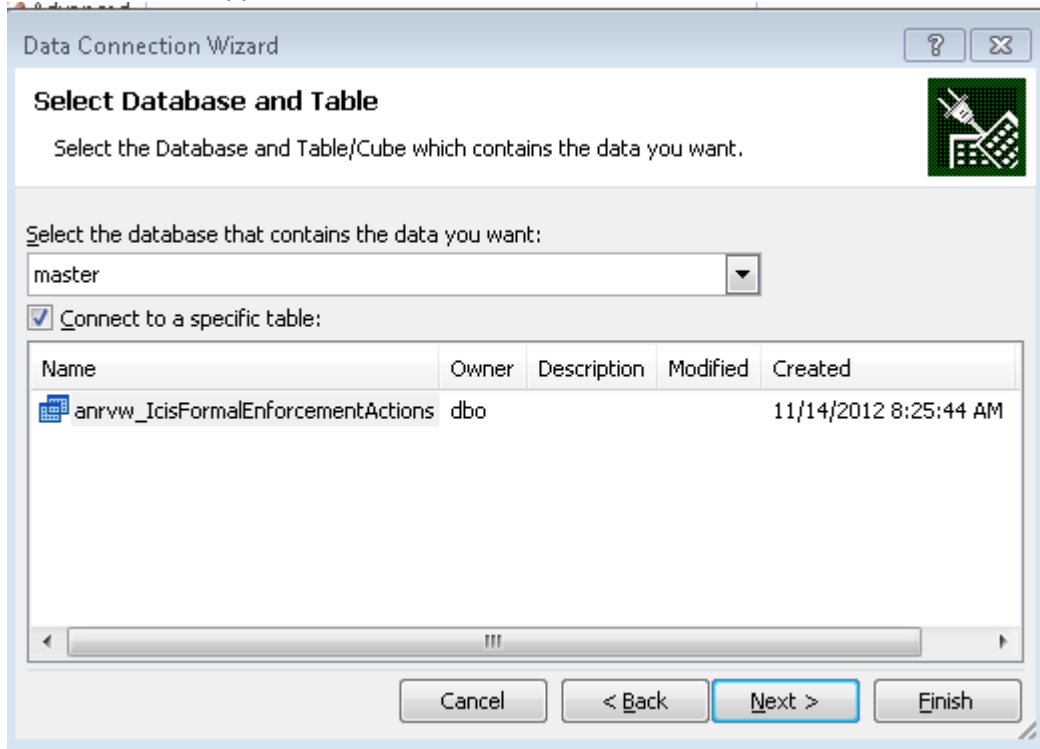 Data Connection Wizard
Select Database and Table
Select the Database and Table/Cube which contains the data you want.
Select the database that contains the data you want:
master
Connect to a specific table:
Name Owner Description Modified Created
anrvw_IcisFormalEnforcementActions dbo 11/14/2012 8:25:44 AM
Cancel < Back Next > Finish